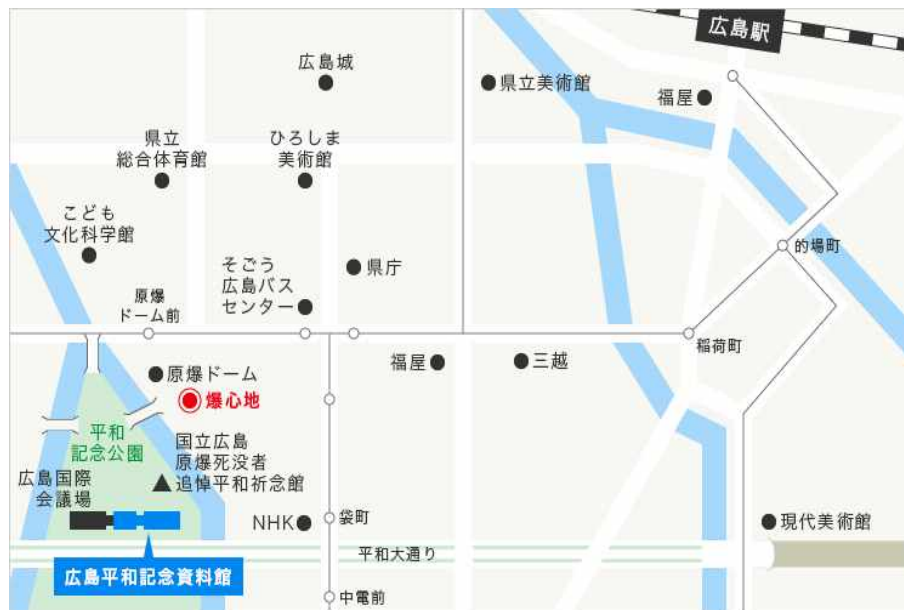 広島駅
広島城
県立美術館
福屋
県立
総合体育館
ひろしま
美術館
こども
文化科学館
的場町
そごう
広島バス
センター
県庁
原爆
ドーム前
稲荷町
原爆ドーム
福屋
三越
爆心地
平和
記念公園
国立広島
原爆死没者
追悼平和祈念館
広島国際
会議場
NHK
袋町
現代美術館
平和大通り
広島平和記念資料館
中電前